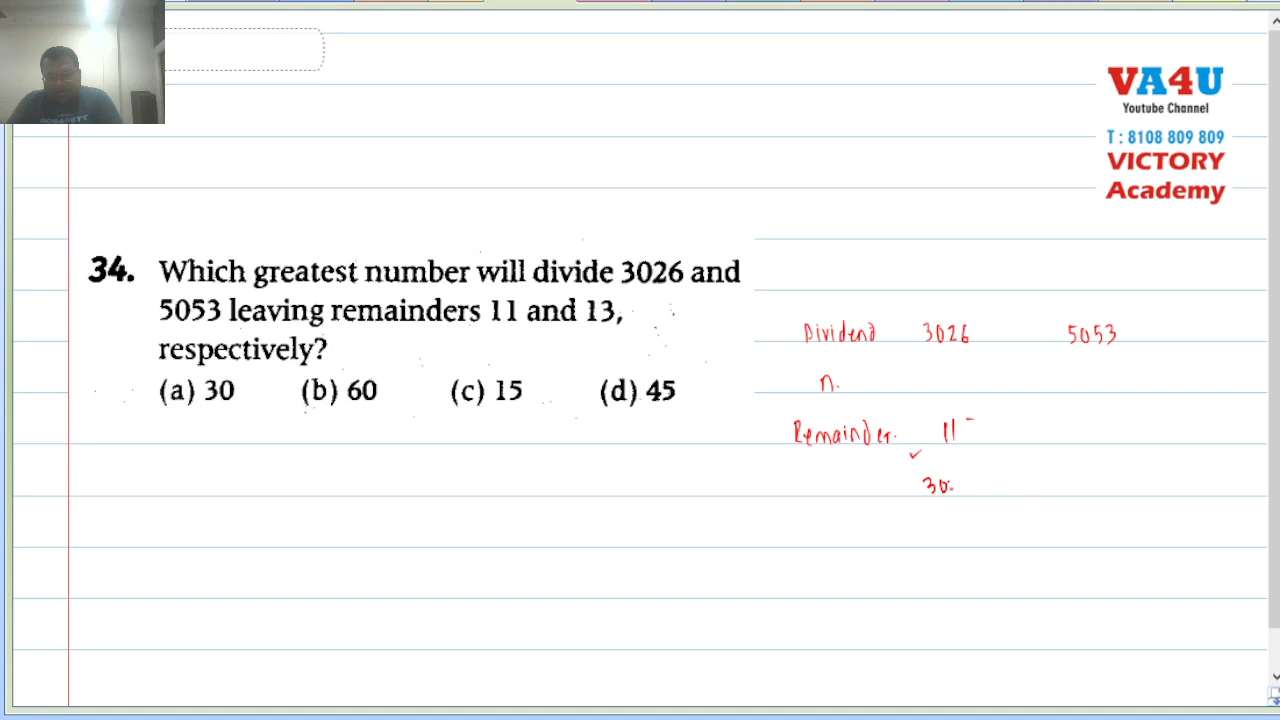 VA4U
Youtube Channel
T : 8108 809 809
VICTORY
Academy
34. Which greatest number will divide 3026 and
5053 leaving remainders 11 and 13,
respectively?
(a) 30 (b) 60 (c) 15 (d) 45
Dividend 3026 5053
n.
Remainder. 11
30